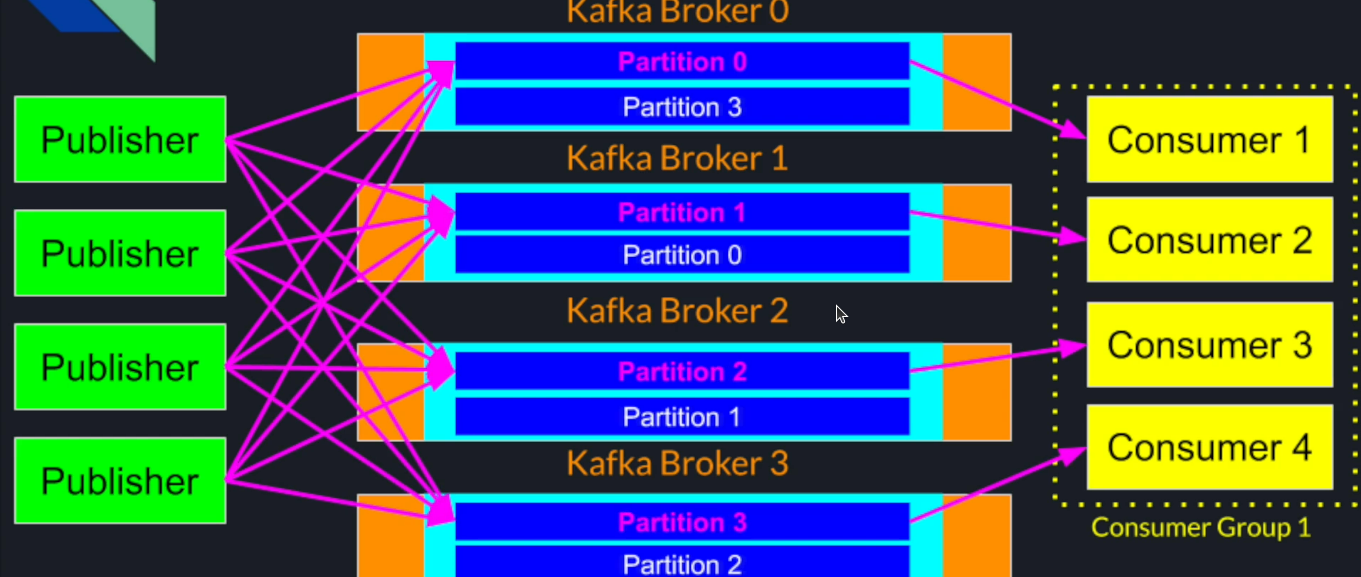 Kafka Broker 0
Partition 0
Partition 3
Publisher
Consumer 1
Kafka Broker 1
Partition 1
Partition 0
Publisher
Consumer 2
Kafka Broker 2
Partition 2
Partition 1
Publisher
Consumer 3
Kafka Broker 3
Partition 3
Partition 2
Publisher
Consumer 4
Consumer Group 1